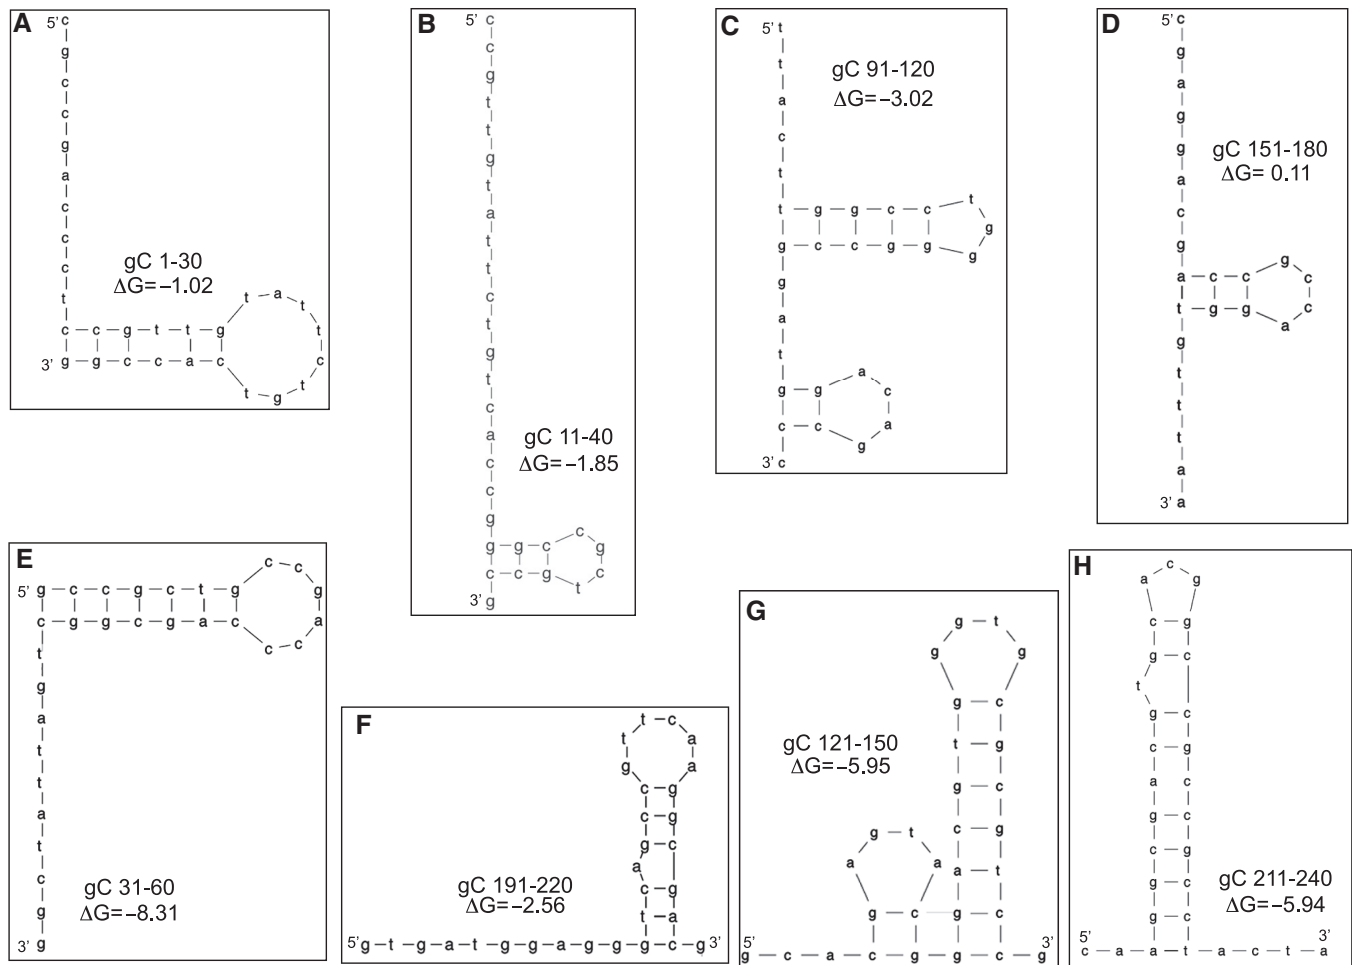 A
5' c
g
c
c
g
a
c
c
c
t
gC 1-30
ΔG=–1.02
t a t t c t g t
c c g t t g
3' g g c c a c
B
5' c
c
g
t
t
g
t
a
t
t
c
t
g
t
c
a
c
c
g
gC 11-40
ΔG=–1.85
g g c
c g c t
c c g
3' g
C
5' t
t
a
c
t
gC 91-120
ΔG=–3.02
t g g c c
t g g
g c c g g
g
a
t
g g
a c a g
c c
3' c
D
5' c
g
a
g
g
a
c
g
gC 151-180
ΔG= 0.11
a c c
g c c a
t g g
g
t
t
t
a
3' a
E
5' g c c g c t g
c c g a c c
c g g c g a c
t
g
a
t
t
a
t
c
g
3' g
gC 31-60
ΔG=–8.31
F
t c
t a
g a
c g
c g
g c
a
c g
t a
gC 191-220
ΔG=–2.56
5' g t g a t g g a g g g g c g 3'
G
g t
g g
g c
t g
g c
c g
a t
g c
g t
a a
g c
gC 121-150
ΔG=–5.95
5' 3'
g c a c g g c g
H
c
a g
c g
g c
t
g c
c g
a c
g c
c g
g c
g c
gC 211-240
ΔG=–5.94
5' 3'
c a a a t a c t a